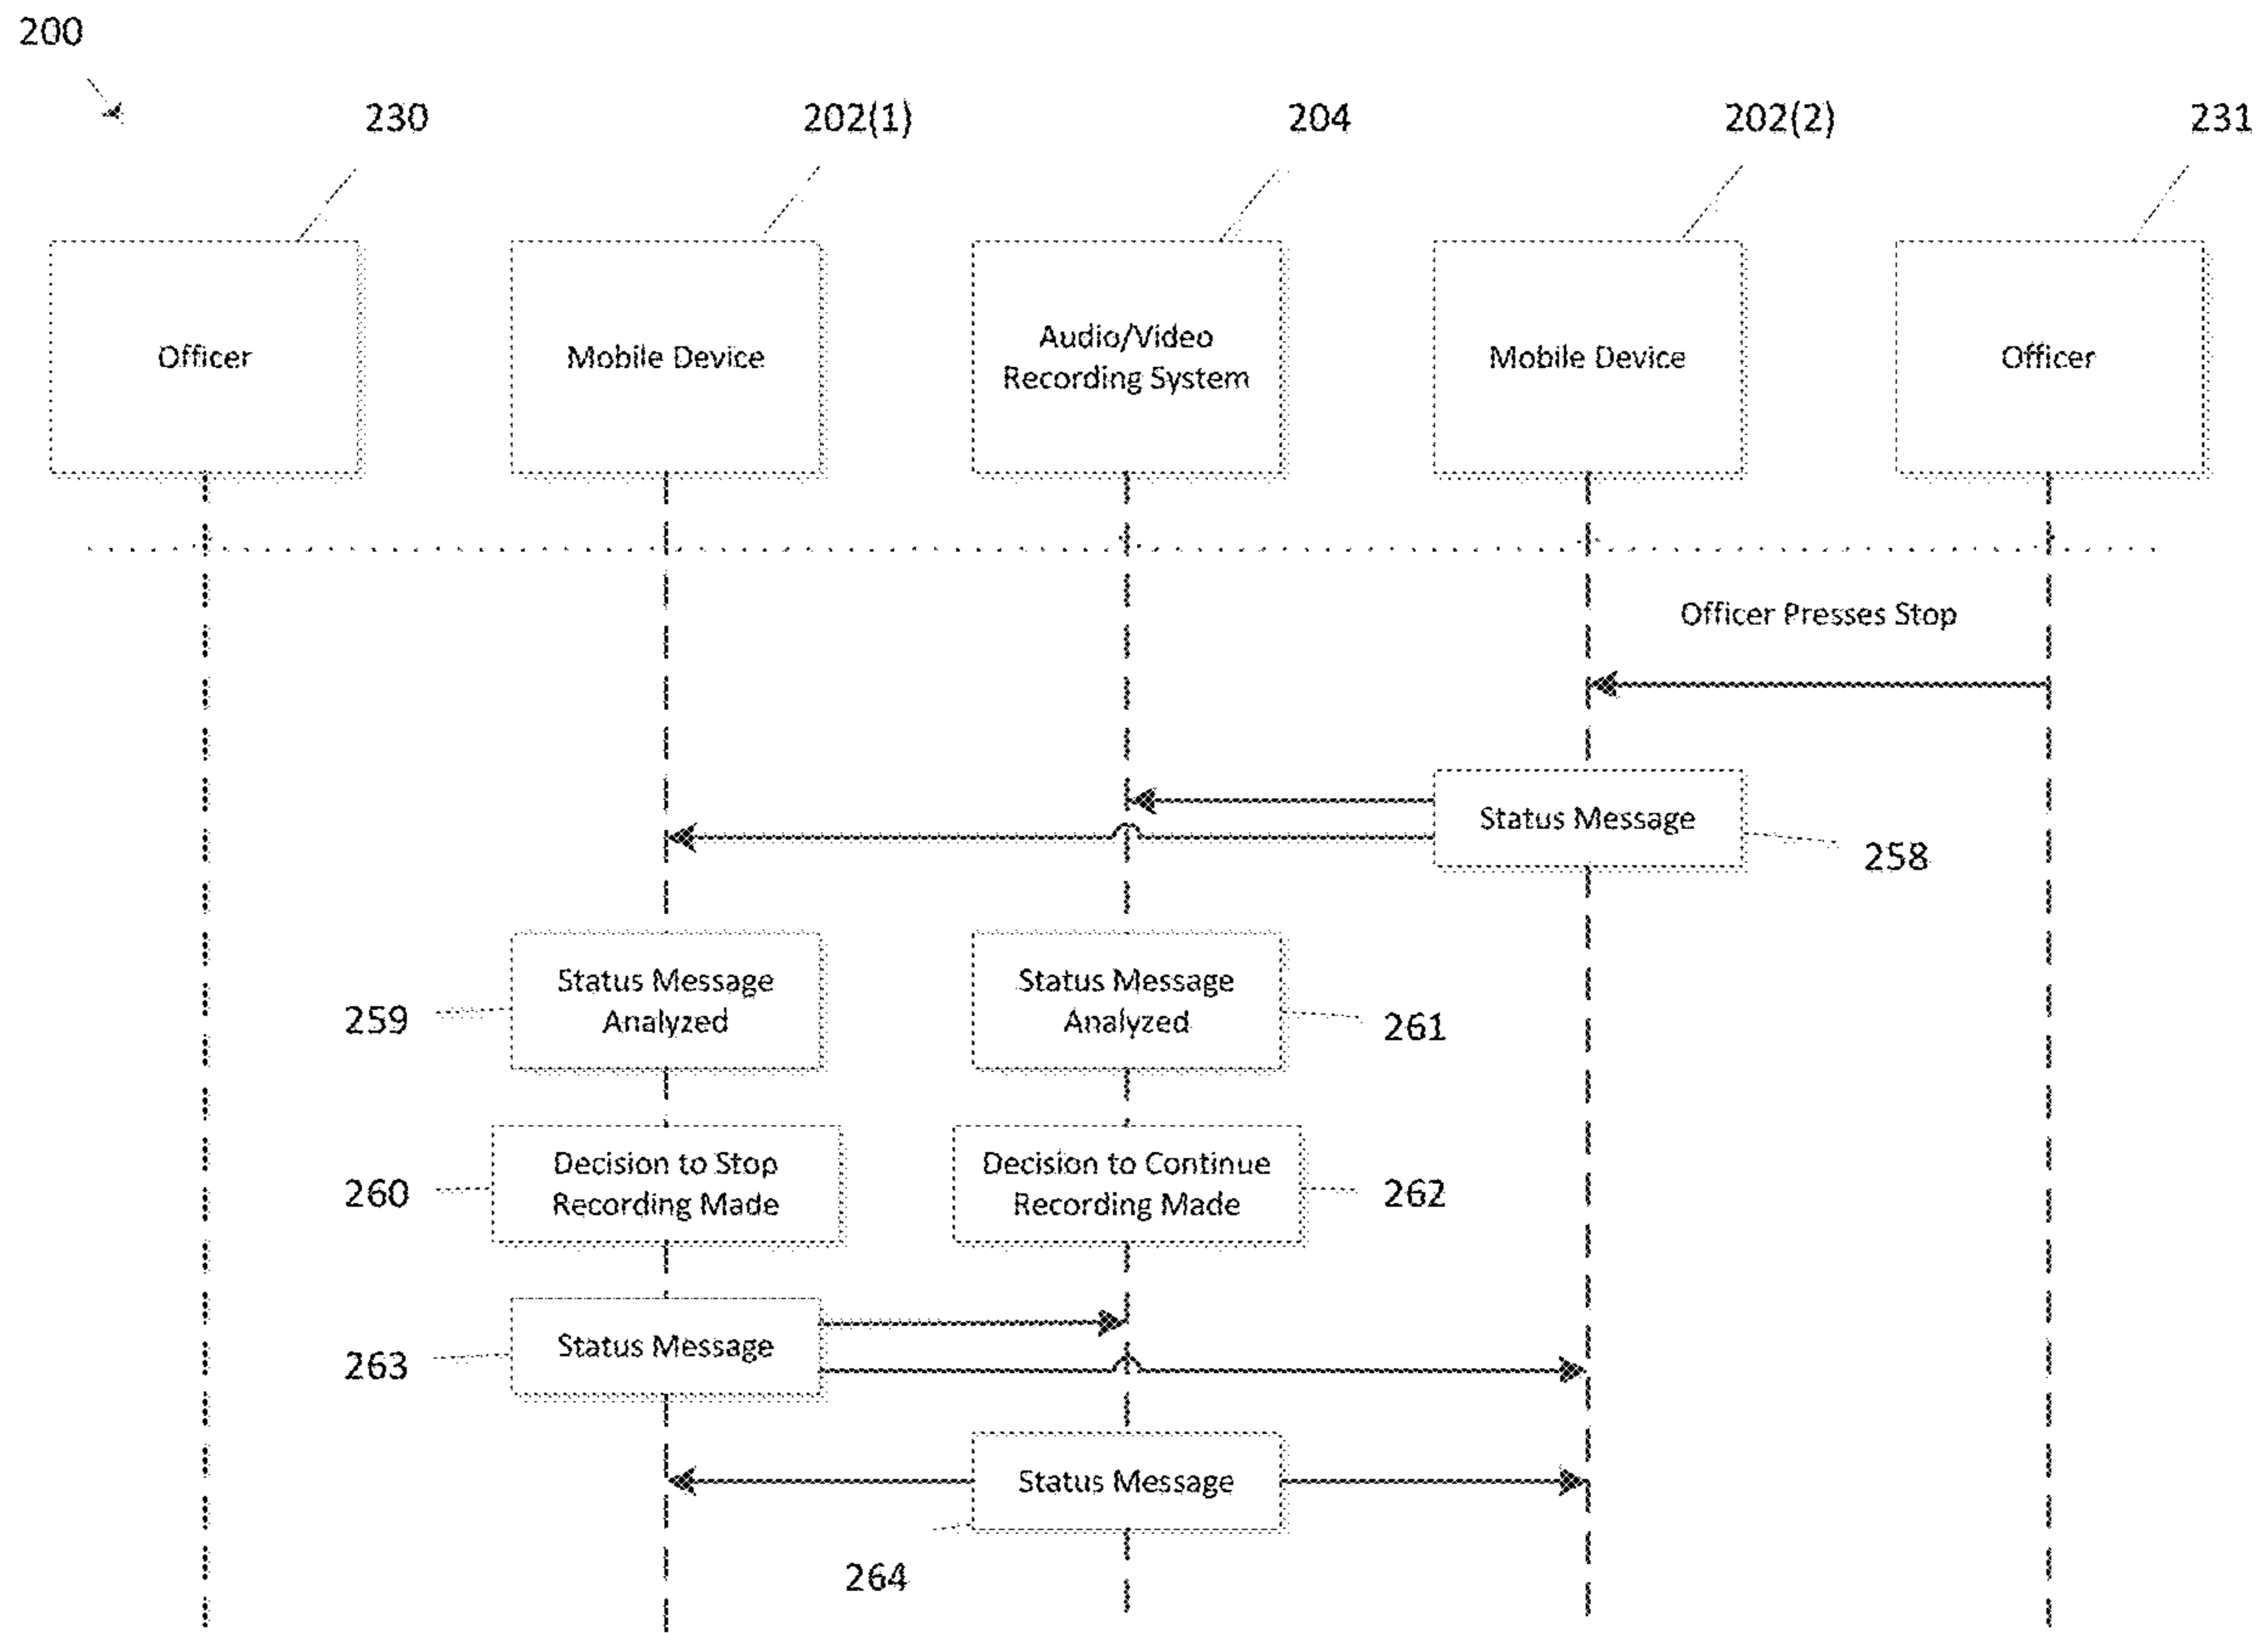 200
230
202(1)
204
202(2)
231
Officer
Mobile Device
Audio/Video
Recording System
Mobile Device
Officer
Officer Presses Stop
Status Message
258
Status Message
Analyzed
259
Status Message
Analyzed
261
Decision to Stop
Recording Made
260
Decision to Continue
Recording Made
262
Status Message
263
Status Message
264